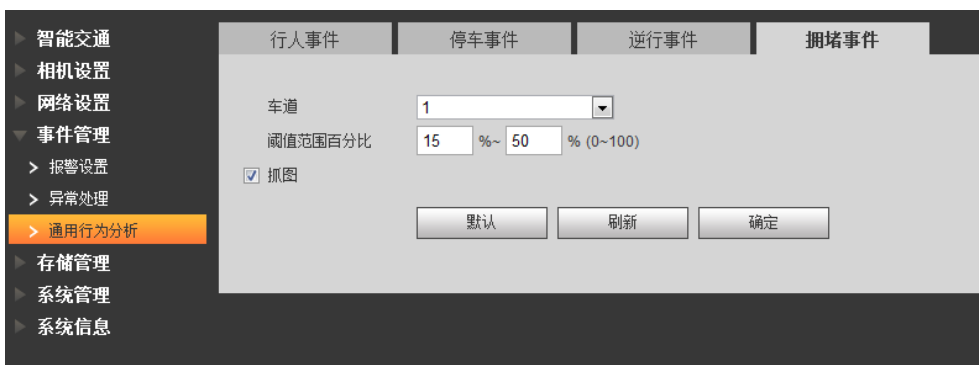 智能交通
相机设置
网络设置
事件管理
报警设置
异常处理
通用行为分析
存储管理
系统管理
系统信息
行人事件 停车事件 逆行事件 拥堵事件
车道 1
阈值范围百分比 15 %~ 50 % (0~100)
抓图
默认 刷新 确定